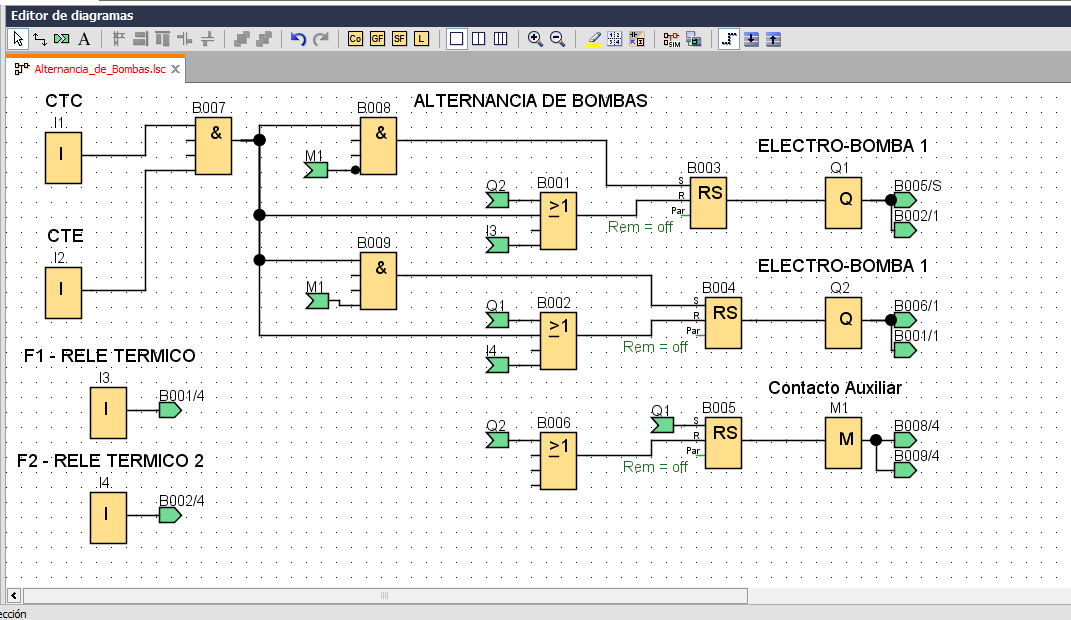 Editor de diagramas
A
Co GF SF L
Alternancia_de_Bombas.lsc
CTC
I1
I
B007
&
B008
&
M1
ALTERNANCIA DE BOMBAS
ELECTRO-BOMBA 1
Q2
B001
>1
I3
B003
RS
S
R
Par
Rem = off
Q1
Q
B005/S
B002/1
CTE
I2
I
B009
&
M1
ELECTRO-BOMBA 1
Q1
B002
>1
I4
B004
RS
S
R
Par
Rem = off
Q2
Q
B006/1
B001/1
F1 - RELE TERMICO
I3
I
B001/4
Contacto Auxiliar
Q2
B006
>1
Q1
B005
RS
S
R
Par
Rem = off
M1
M
B008/4
B009/4
F2 - RELE TERMICO 2
I4
I
B002/4
ección